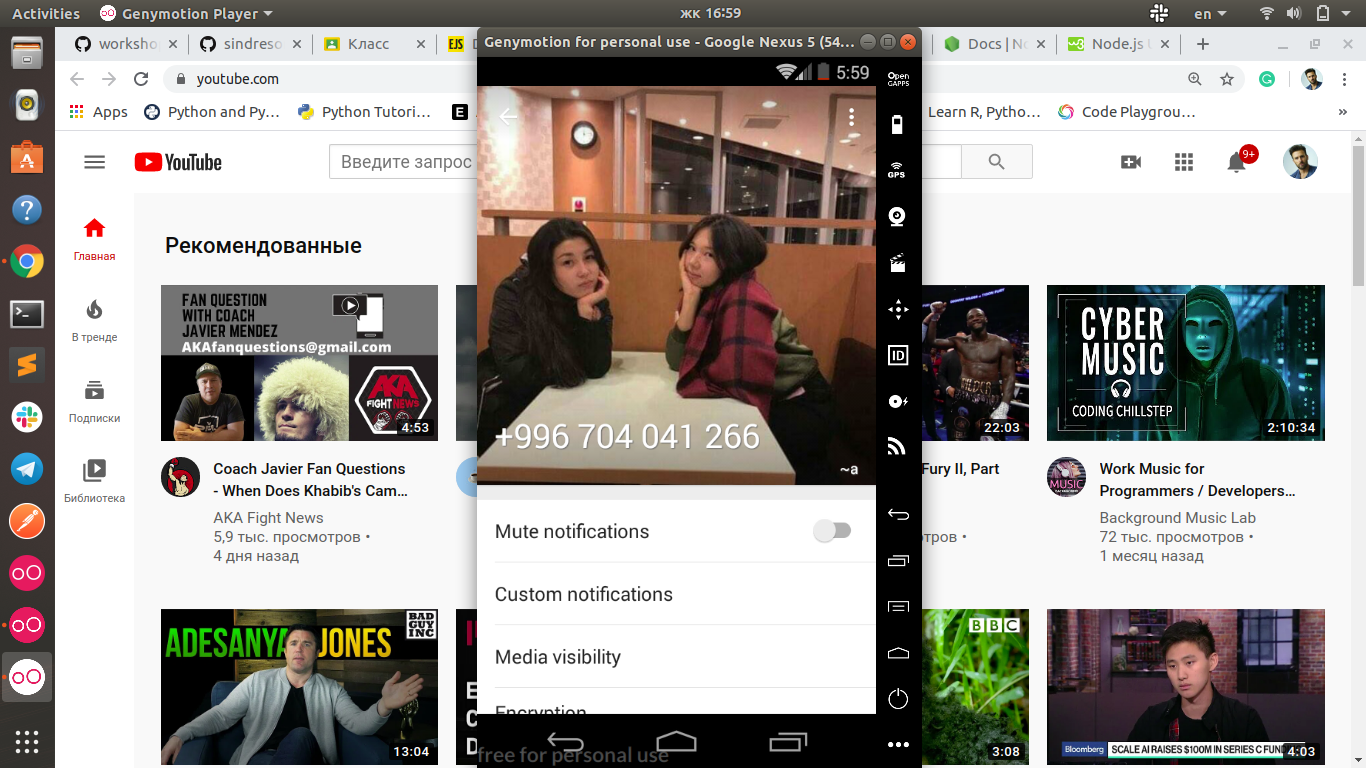 Activities
Genymotion Player
жк 16:59
en
worksho
sindreso
Класс
EJS
Genymotion for personal use - Google Nexus 5 (54...
Docs | No
Node.js
youtube.com
Apps
Python and Py...
Python Tutori...
E
Learn R, Pytho...
Code Playgrou...
»
5:59
Open
GAPPS
GPS
ID
YouTube
Введите запрос
9+
Рекомендованные
Главная
В тренде
Подписки
Библиотека
FAN QUESTION
WITH COACH
JAVIER MENDEZ
AKAfanquestions@gmail.com
AKA
FIGHT NEWS
4:53
Coach Javier Fan Questions
- When Does Khabib's Cam...
AKA Fight News
5,9 тыс. просмотров •
4 дня назад
+996 704 041 266
~a
Mute notifications
Custom notifications
Media visibility
Encryption
free for personal use
22:03
Fury II, Part
CYBER
MUSIC
CODING CHILLSTEP
2:10:34
MUSIC
Work Music for
Programmers / Developers...
Background Music Lab
72 тыс. просмотров •
1 месяц назад
ADESANYA JONES
BAD
GUY
INC
13:04
BBC
3:08
Bloomberg
SCALE AI RAISES $100M IN SERIES C FUND
4:03